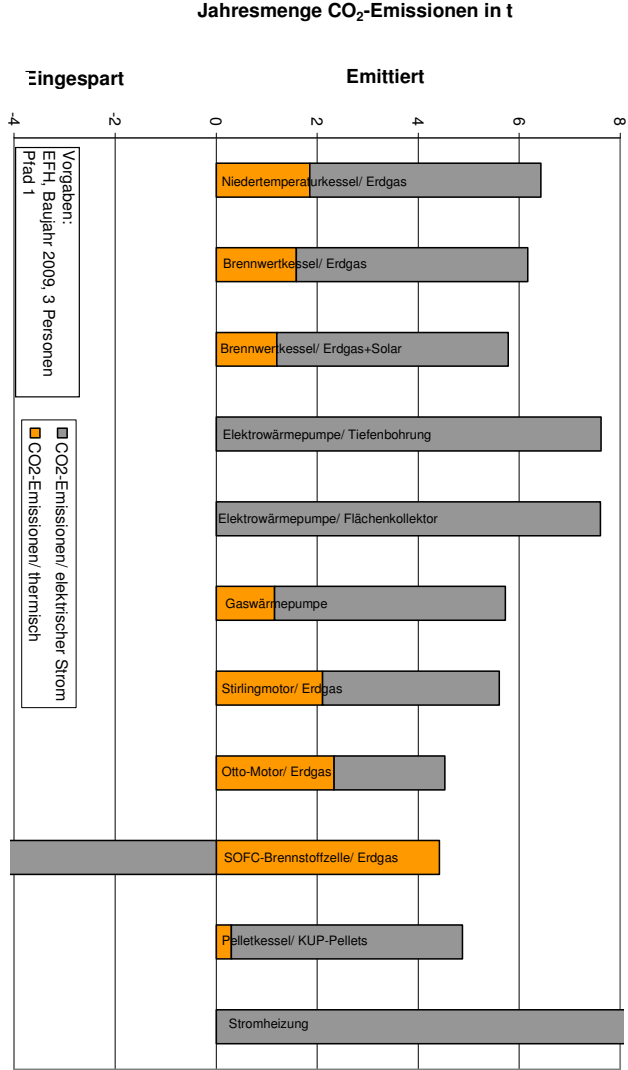 Jahresmenge CO₂-Emissionen in t
Eingespart
Emittiert
-4
-2
0
2
4
6
8
Niedertemperaturkessel/ Erdgas
Brennwertkessel/ Erdgas
Brennwertkessel/ Erdgas+Solar
Elektrowärmepumpe/ Tiefenbohrung
Elektrowärmepumpe/ Flächenkollektor
Gaswärmepumpe
Stirlingmotor/ Erdgas
Otto-Motor/ Erdgas
SOFC-Brennstoffzelle/ Erdgas
Pelletkessel/ KUP-Pellets
Stromheizung
Vorgaben:
EFH, Baujahr 2009, 3 Personen
Pfad 1
CO2-Emissionen/ elektrischer Strom
CO2-Emissionen/ thermisch